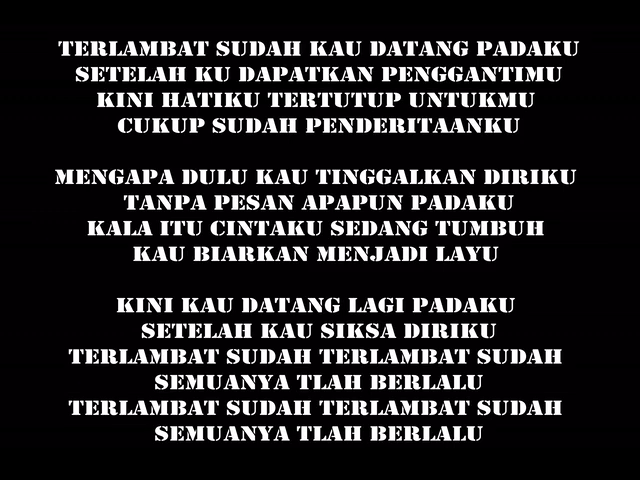 TERLAMBAT SUDAH KAU DATANG PADAKU
SETELAH KU DAPATKAN PENGGANTIMU
KINI HATIKU TERTUTUP UNTUKMU
CUKUP SUDAH PENDERITAANKU
MENGAPA DULU KAU TINGGALKAN DIRIKU
TANPA PESAN APAPUN PADAKU
KALA ITU CINTAKU SEDANG TUMBUH
KAU BIARKAN MENJADI LAYU
KINI KAU DATANG LAGI PADAKU
SETELAH KAU SIKSA DIRIKU
TERLAMBAT SUDAH TERLAMBAT SUDAH
SEMUANYA TLAH BERLALU
TERLAMBAT SUDAH TERLAMBAT SUDAH
SEMUANYA TLAH BERLALU